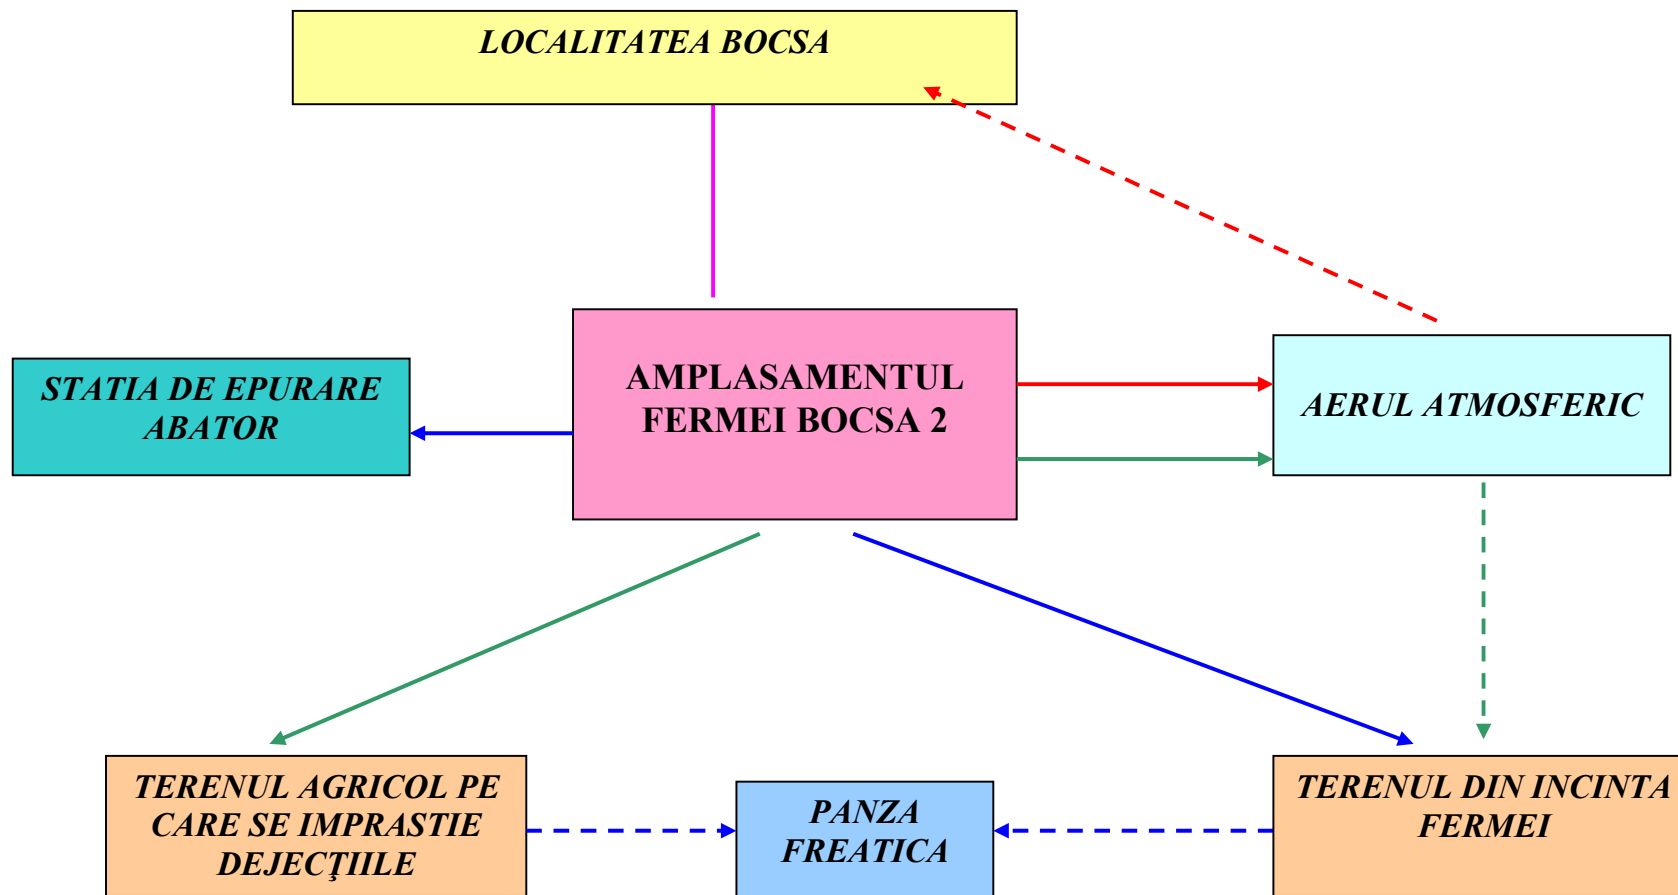 LOCALITATEA BOCSA
AMPLASAMENTUL
FERMEI BOCSA 2
STATIA DE EPURARE
ABATOR
AERUL ATMOSFERIC
TERENUL AGRICOL PE
CARE SE IMPRASTIE
DEJECŢIILE
PANZA
FREATICA
TERENUL DIN INCINTA
FERMEI